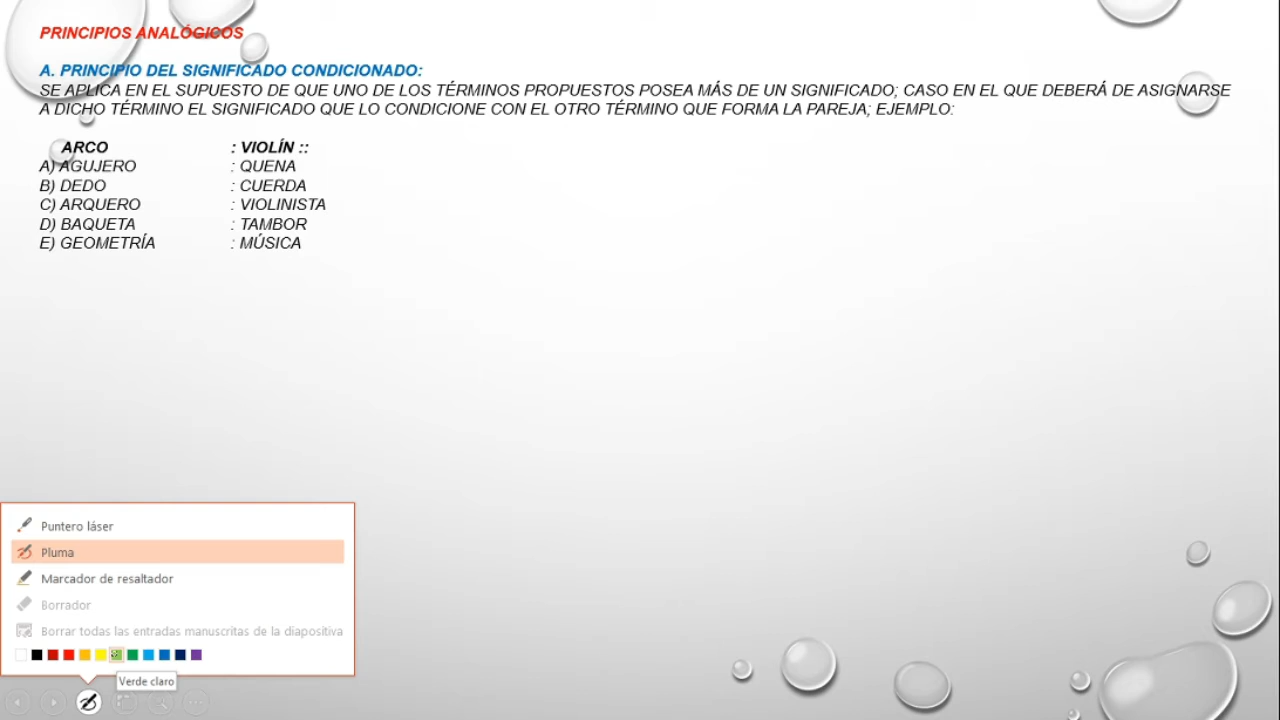 PRINCIPIOS ANALÓGICOS
A. PRINCIPIO DEL SIGNIFICADO CONDICIONADO:
SE APLICA EN EL SUPUESTO DE QUE UNO DE LOS TÉRMINOS PROPUESTOS POSEA MÁS DE UN SIGNIFICADO; CASO EN EL QUE DEBERÁ DE ASIGNARSE
A DICHO TÉRMINO EL SIGNIFICADO QUE LO CONDICIONE CON EL OTRO TÉRMINO QUE FORMA LA PAREJA; EJEMPLO:
ARCO : VIOLÍN ::
A) AGUJERO : QUENA
B) DEDO : CUERDA
C) ARQUERO : VIOLINISTA
D) BAQUETA : TAMBOR
E) GEOMETRÍA : MÚSICA
Puntero láser
Pluma
Marcador de resaltador
Borrador
Borrar todas las entradas manuscritas de la diapositiva
Verde claro